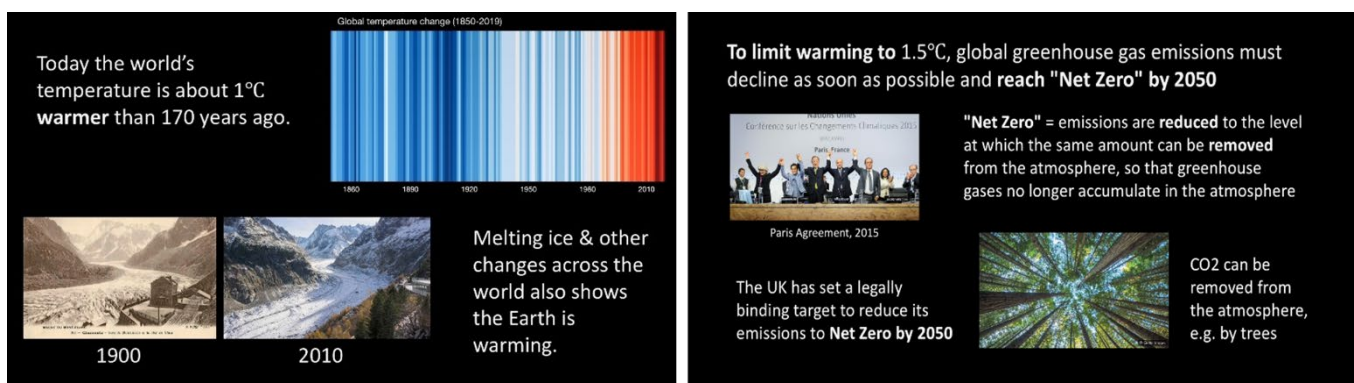 Global temperature change (1850-2019)
Today the world's
temperature is about 1℃
warmer than 170 years ago.
1860 1890 1920 1950 1980 2010
1900
2010
Melting ice & other
changes across the
world also shows
the Earth is
warming.
To limit warming to 1.5℃, global greenhouse gas emissions must
decline as soon as possible and reach "Net Zero" by 2050
Nations Unies
Conférence sur les Changements Climatiques 2015
Paris, France
Paris Agreement, 2015
"Net Zero" = emissions are reduced to the level
at which the same amount can be removed
from the atmosphere, so that greenhouse
gases no longer accumulate in the atmosphere
The UK has set a legally
binding target to reduce its
emissions to Net Zero by 2050
CO2 can be
removed from
the atmosphere,
e.g. by trees